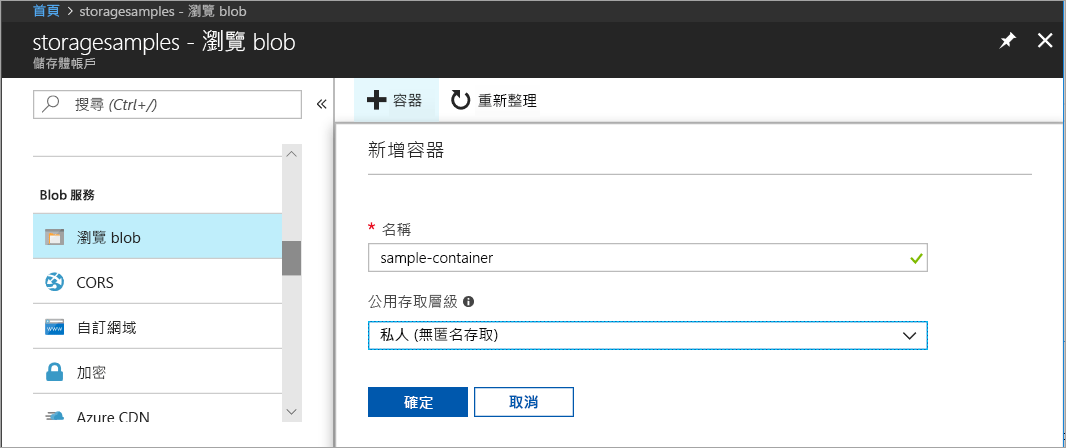 首頁 > storagesamples - 瀏覽 blob
storagesamples - 瀏覽 blob
儲存體帳戶
搜尋 (Ctrl+/)
«
容器
重新整理
Blob 服務
瀏覽 blob
CORS
自訂網域
加密
Azure CDN
新增容器
* 名稱
sample-container
公用存取層級
私人 (無匿名存取)
確定
取消